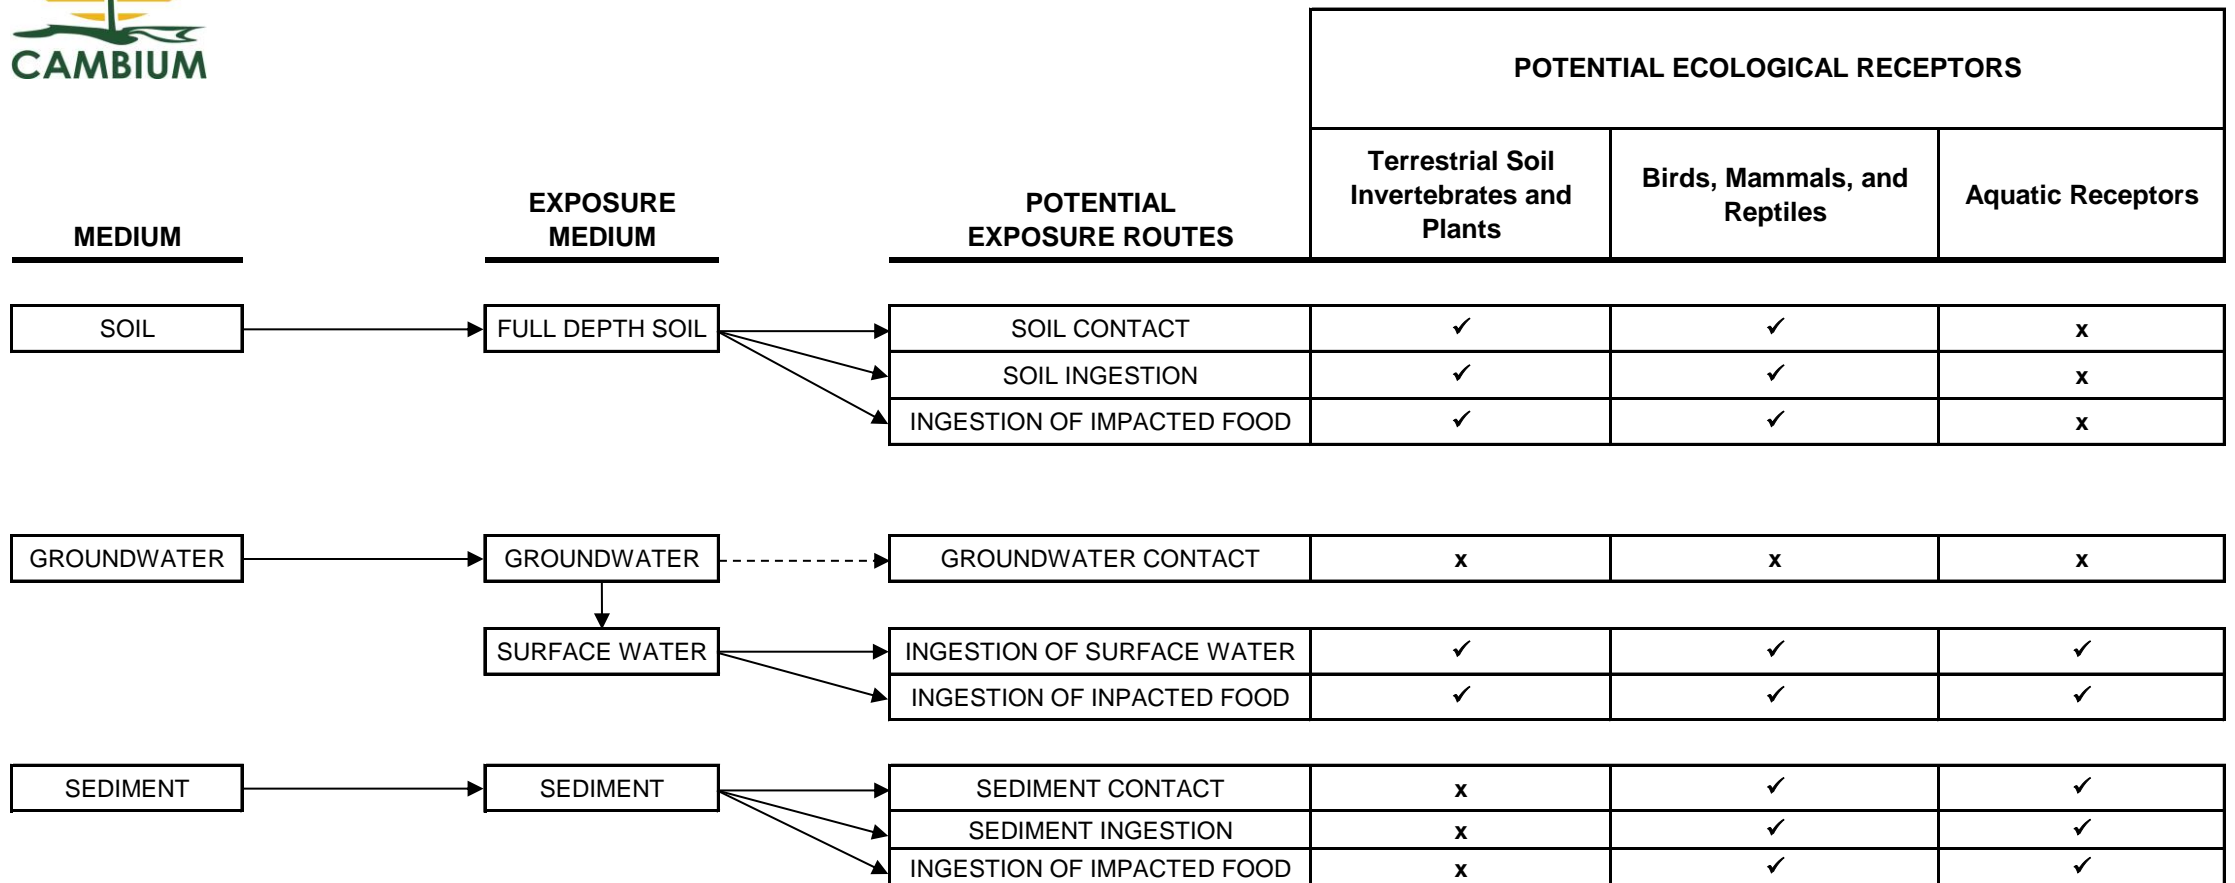 CAMBIUM
POTENTIAL ECOLOGICAL RECEPTORS
MEDIUM
EXPOSURE
MEDIUM
POTENTIAL
EXPOSURE ROUTES
Terrestrial Soil
Invertebrates and
Plants
Birds, Mammals, and
Reptiles
Aquatic Receptors
SOIL
FULL DEPTH SOIL
SOIL CONTACT ✓ ✓ x
SOIL INGESTION ✓ ✓ x
INGESTION OF IMPACTED FOOD ✓ ✓ x
GROUNDWATER
GROUNDWATER
GROUNDWATER CONTACT x x x
SURFACE WATER
INGESTION OF SURFACE WATER ✓ ✓ ✓
INGESTION OF INPACTED FOOD ✓ ✓ ✓
SEDIMENT
SEDIMENT
SEDIMENT CONTACT x ✓ ✓
SEDIMENT INGESTION x ✓ ✓
INGESTION OF IMPACTED FOOD x ✓ ✓